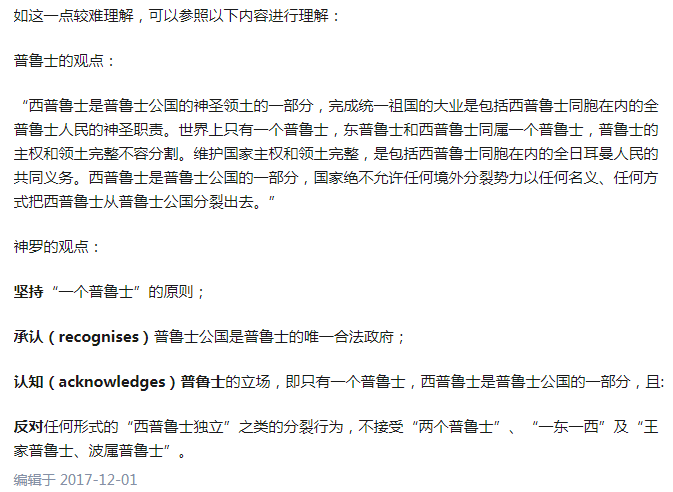 如这一点较难理解，可以参照以下内容进行理解：
普鲁士的观点：
“西普鲁士是普鲁士公国的神圣领土的一部分，完成统一祖国的大业是包括西普鲁士同胞在内的全
普鲁士人民的神圣职责。世界上只有一个普鲁士，东普鲁士和西普鲁士同属一个普鲁士，普鲁士的
主权和领土完整不容分割。维护国家主权和领土完整，是包括西普鲁士同胞在内的全日耳曼人民的
共同义务。西普鲁士是普鲁士公国的一部分，国家绝不允许任何境外分裂势力以任何名义、任何方
式把西普鲁士从普鲁士公国分裂出去。”
神罗的观点：
坚持“一个普鲁士”的原则；
承认（recognises）普鲁士公国是普鲁士的唯一合法政府；
认知（acknowledges）普鲁士的立场，即只有一个普鲁士，西普鲁士是普鲁士公国的一部分，且:
反对任何形式的“西普鲁士独立”之类的分裂行为，不接受“两个普鲁士”、“一东一西”及“王
家普鲁士、波属普鲁士”。
编辑于 2017-12-01